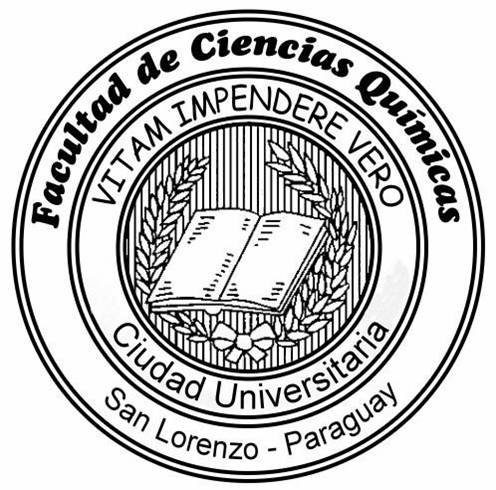 Facultad de Ciencias Químicas
VITAM IMPENDERE VERO
Ciudad Universitaria
San Lorenzo - Paraguay